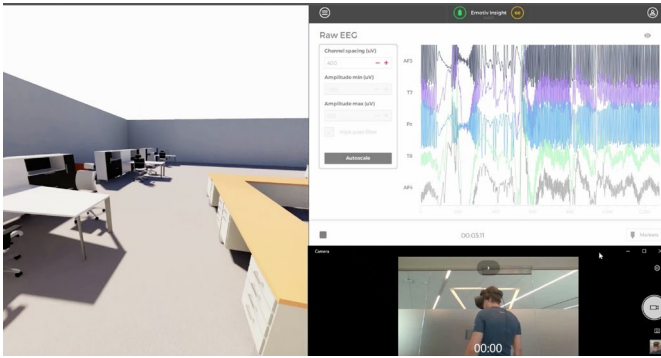 Emotiv Insight
Raw EEG
Channel spacing (uV)
400
- +
Amplitude min (uV)
Amplitude max (uV)
High-pass filter
Autoscale
AF3
T7
Pz
T8
AF4
00:03:11
Markers
Camera
00:00